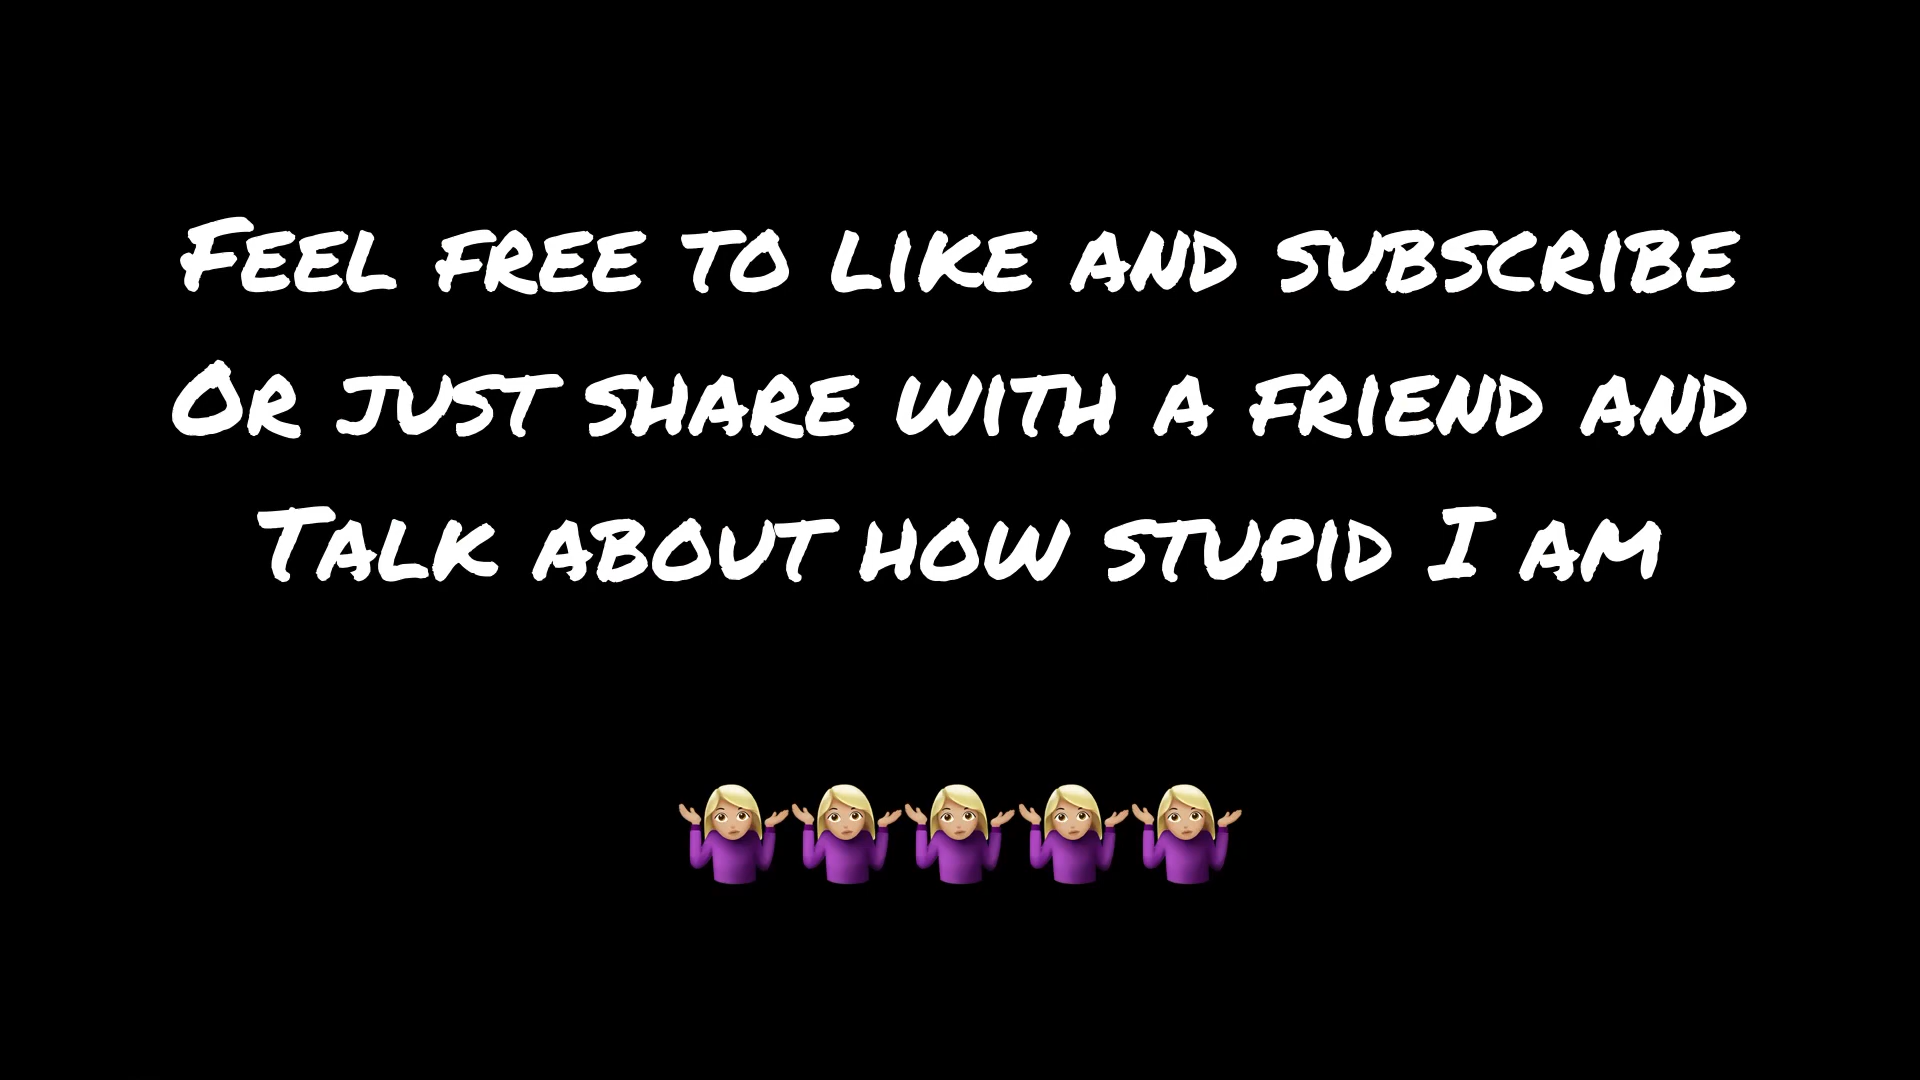 Feel free to like and subscribe
Or just share with a friend and
Talk about how stupid I am
🤷🏼‍♀️🤷🏼‍♀️🤷🏼‍♀️🤷🏼‍♀️🤷🏼‍♀️